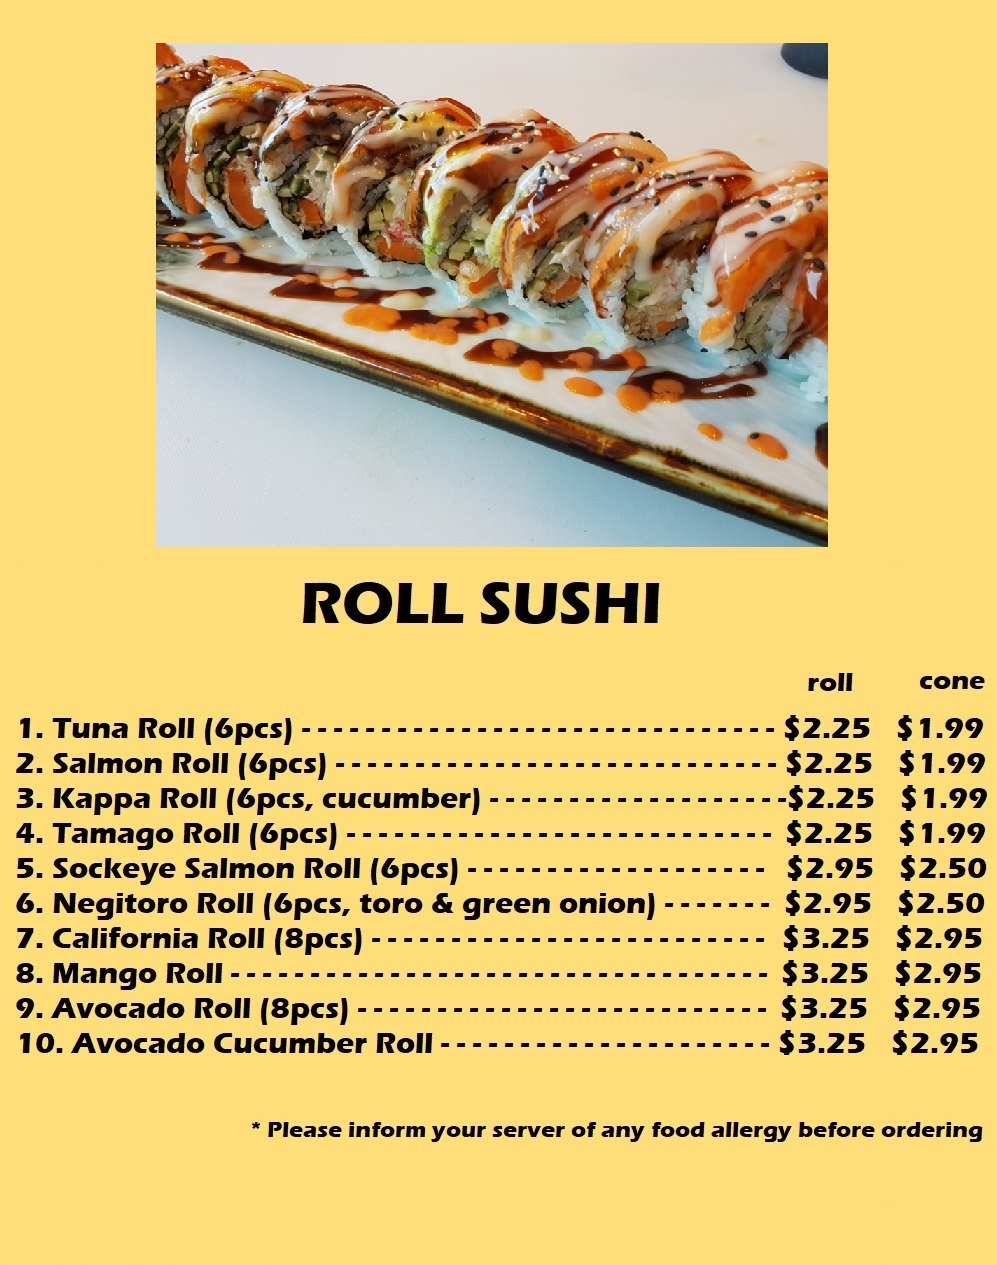 ROLL SUSHI
roll cone
1. Tuna Roll (6pcs) - - - - - - - - - - - - - - - - - - - - - - - - - - - - - - $2.25 $1.99
2. Salmon Roll (6pcs) - - - - - - - - - - - - - - - - - - - - - - - - - - - - $2.25 $1.99
3. Kappa Roll (6pcs, cucumber) - - - - - - - - - - - - - - - - - - -$2.25 $1.99
4. Tamago Roll (6pcs) - - - - - - - - - - - - - - - - - - - - - - - - - - - $2.25 $1.99
5. Sockeye Salmon Roll (6pcs) - - - - - - - - - - - - - - - - - - - $2.95 $2.50
6. Negitoro Roll (6pcs, toro & green onion) - - - - - - - $2.95 $2.50
7. California Roll (8pcs) - - - - - - - - - - - - - - - - - - - - - - - - - $3.25 $2.95
8. Mango Roll - - - - - - - - - - - - - - - - - - - - - - - - - - - - - - - - - - $3.25 $2.95
9. Avocado Roll (8pcs) - - - - - - - - - - - - - - - - - - - - - - - - - - $3.25 $2.95
10. Avocado Cucumber Roll - - - - - - - - - - - - - - - - - - - - - $3.25 $2.95
* Please inform your server of any food allergy before ordering